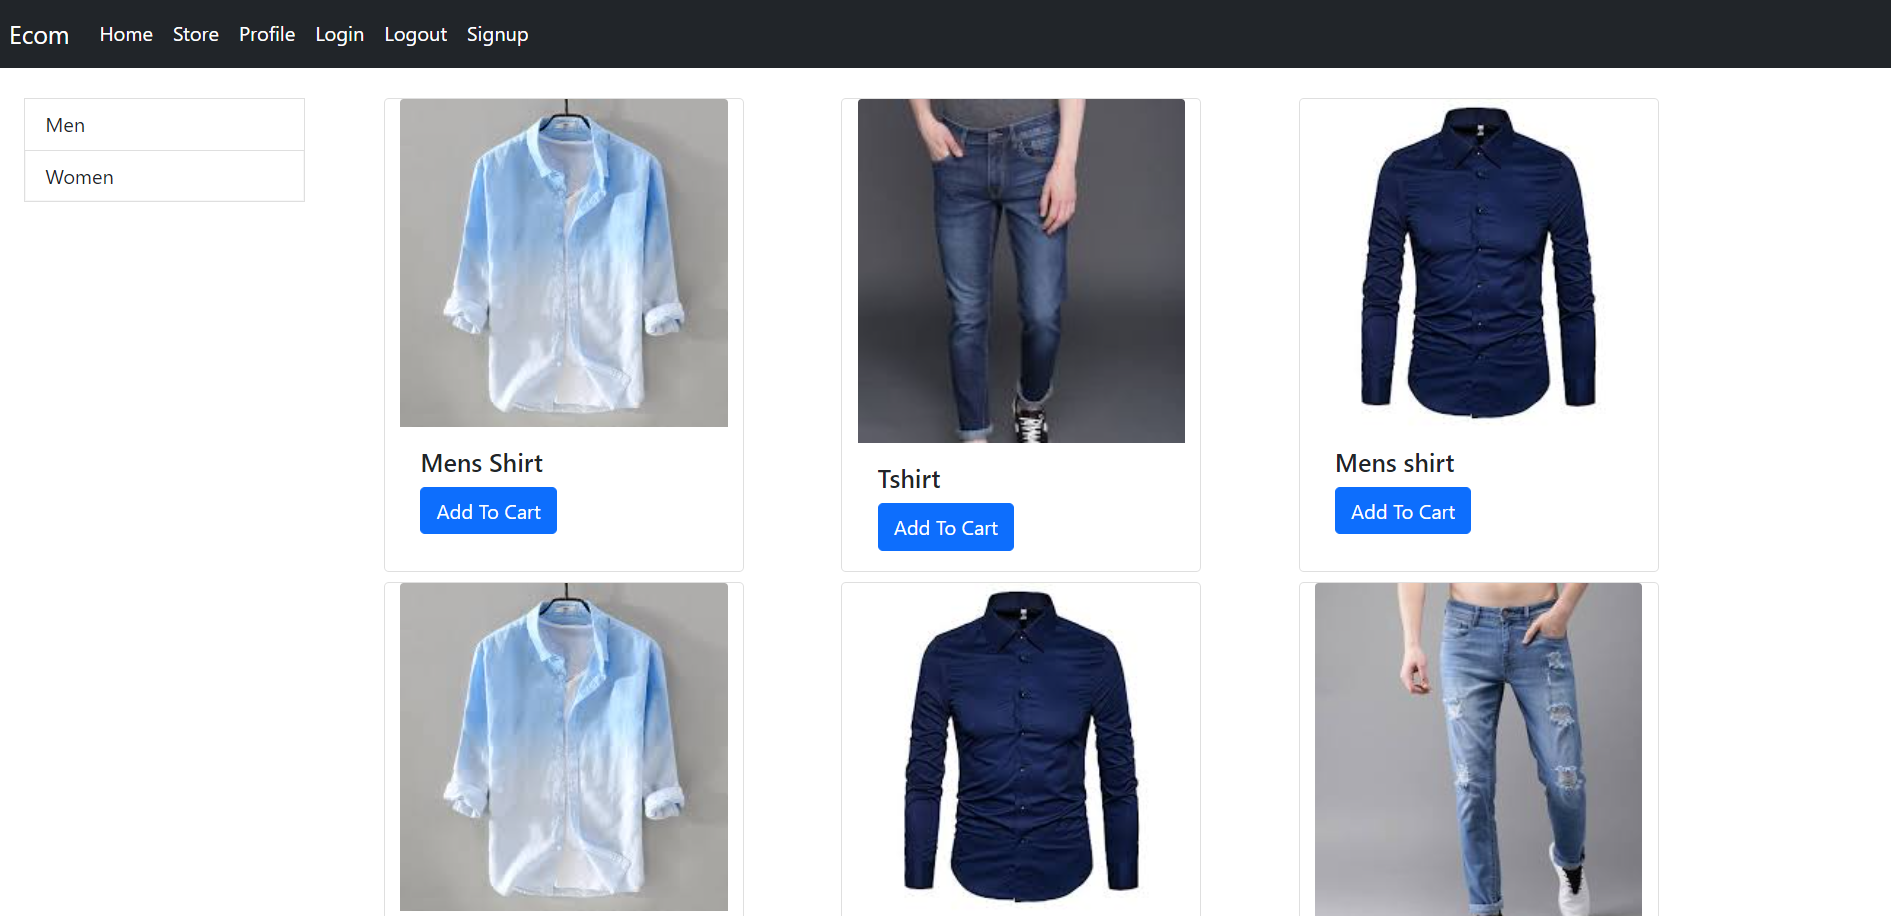 Ecom Home Store Profile Login Logout Signup
Men
Women
Mens Shirt
Add To Cart
Tshirt
Add To Cart
Mens shirt
Add To Cart